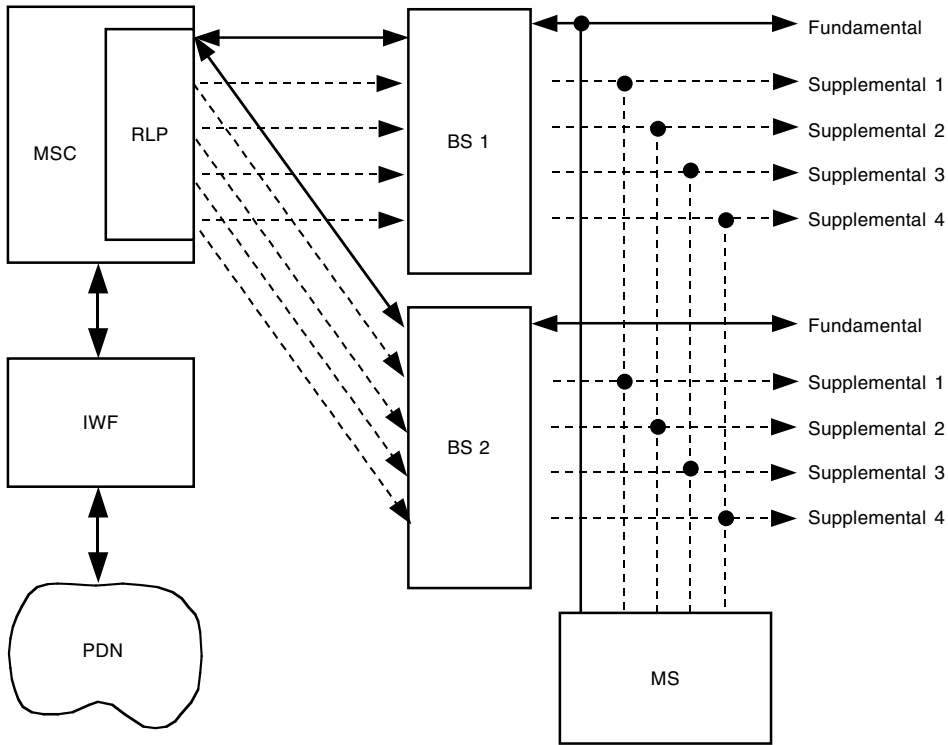 MSC
RLP
BS 1
Fundamental
Supplemental 1
Supplemental 2
Supplemental 3
Supplemental 4
IWF
BS 2
Fundamental
Supplemental 1
Supplemental 2
Supplemental 3
Supplemental 4
PDN
MS